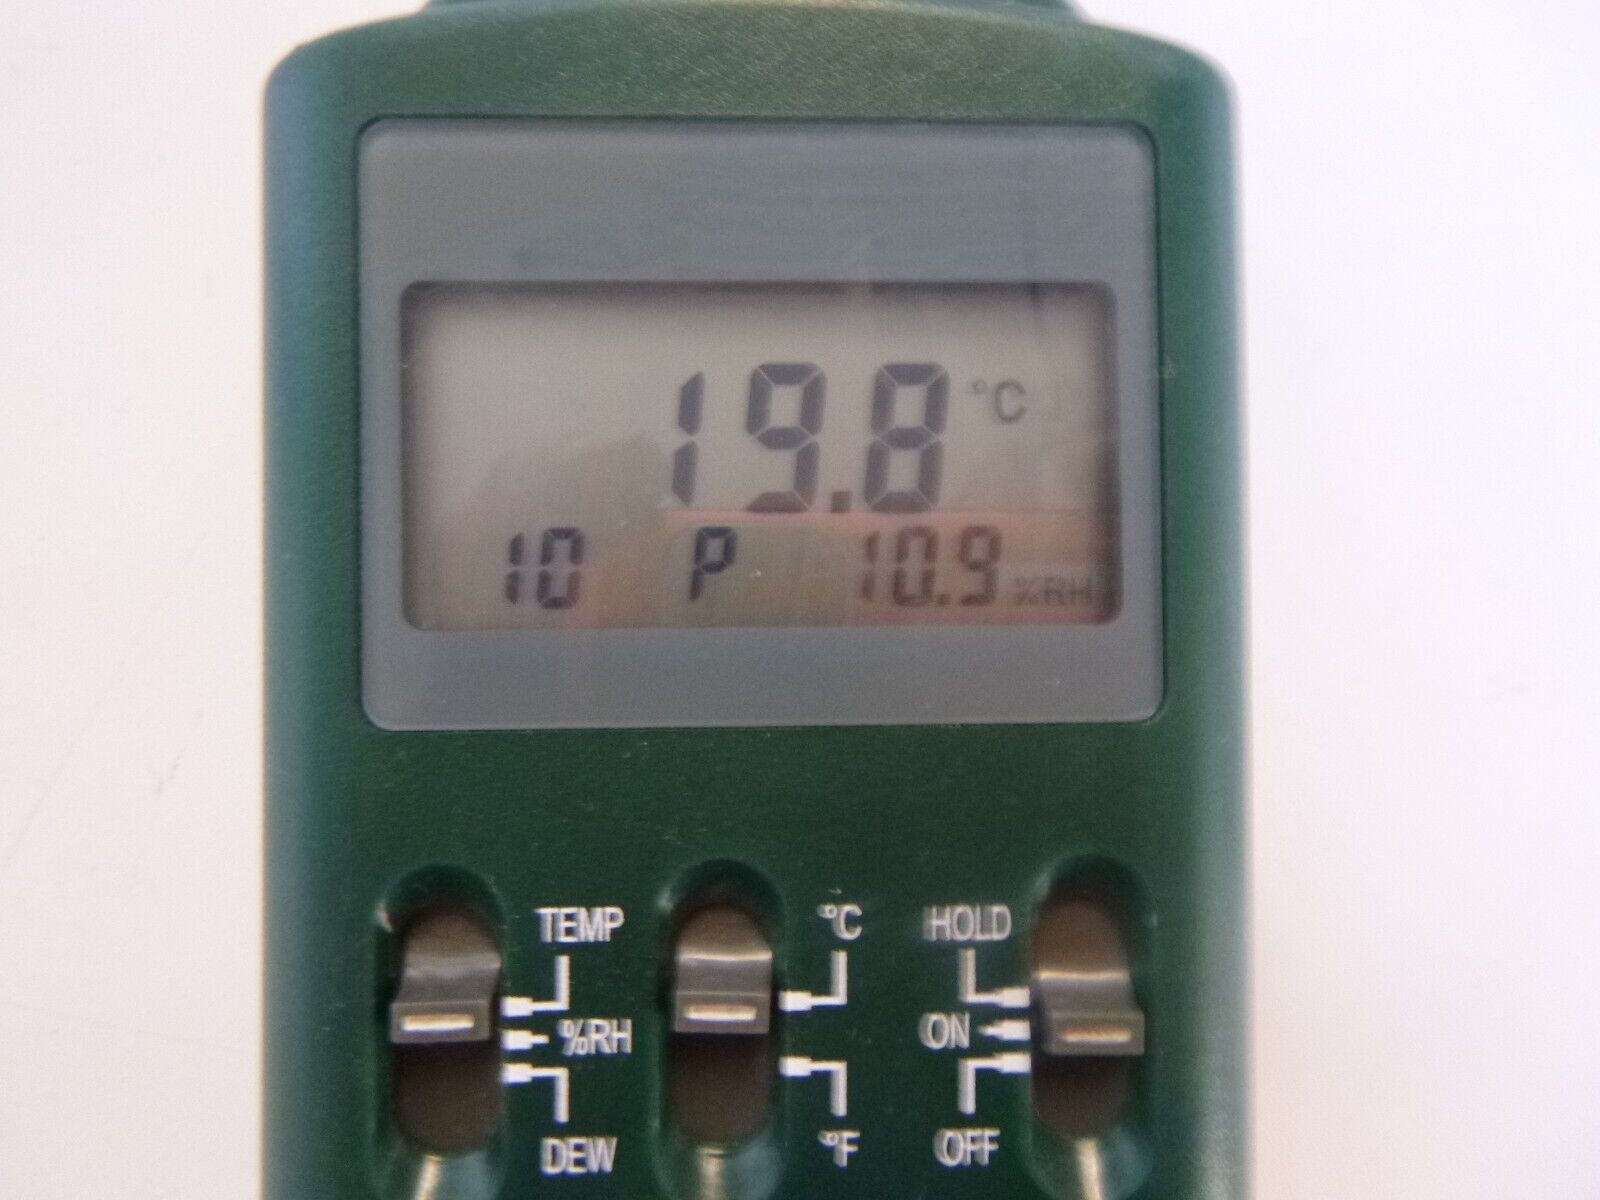 19.8 °C
10 P 10.9 %RH
TEMP °C HOLD
%RH ON
DEW °F OFF